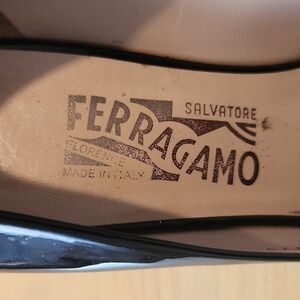 SALVATORE
FERRAGAMO
FLORENCE
MADE IN ITALY